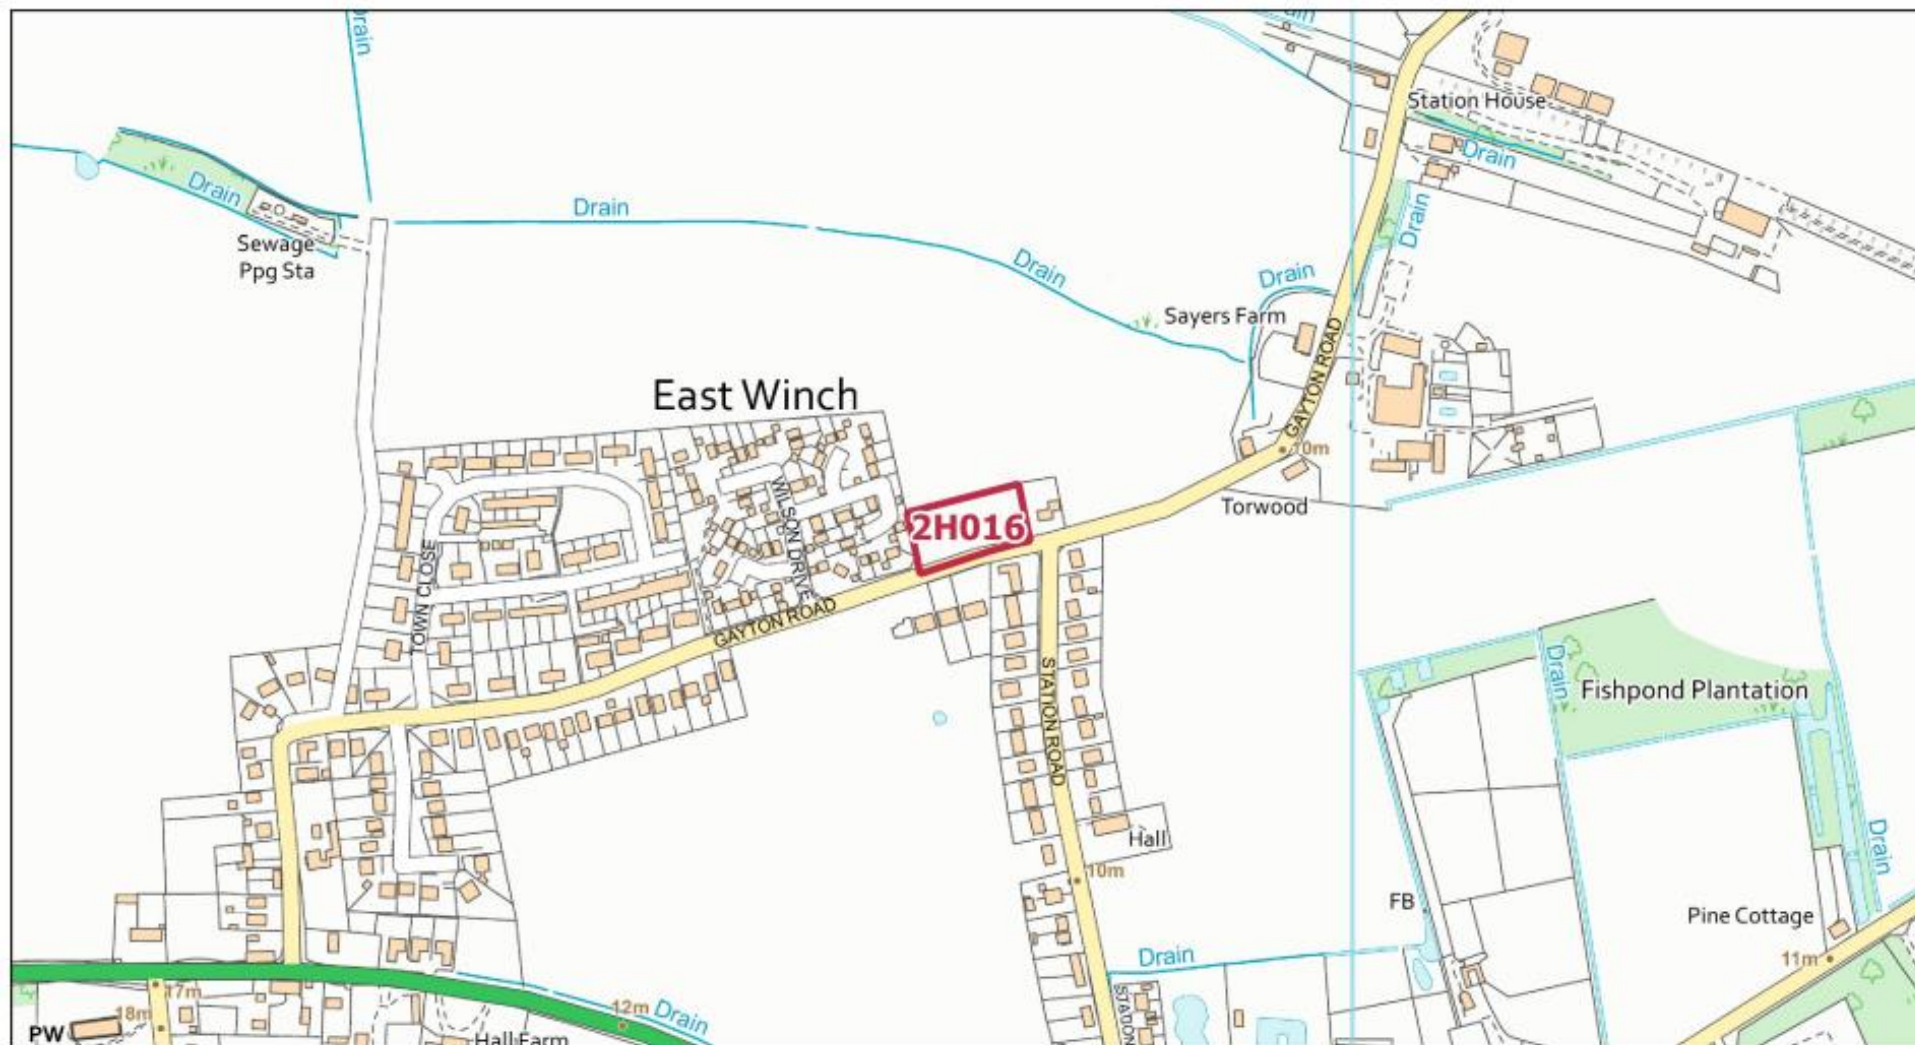 Drain
Drain
Station House
Drain
Drain
Drain
Drain
Sewage
Ppg Sta
Drain
Drain
Sayers Farm
GAYTON ROAD
East Winch
10m
WILSON DRIVE
2H016
Torwood
TOWN CLOSE
GAYTON ROAD
STATION ROAD
Drain
Fishpond Plantation
Hall
Drain
10m
FB
Pine Cottage
Drain
11m
17m
18m
12m
Drain
STATION
PW
Hall Farm